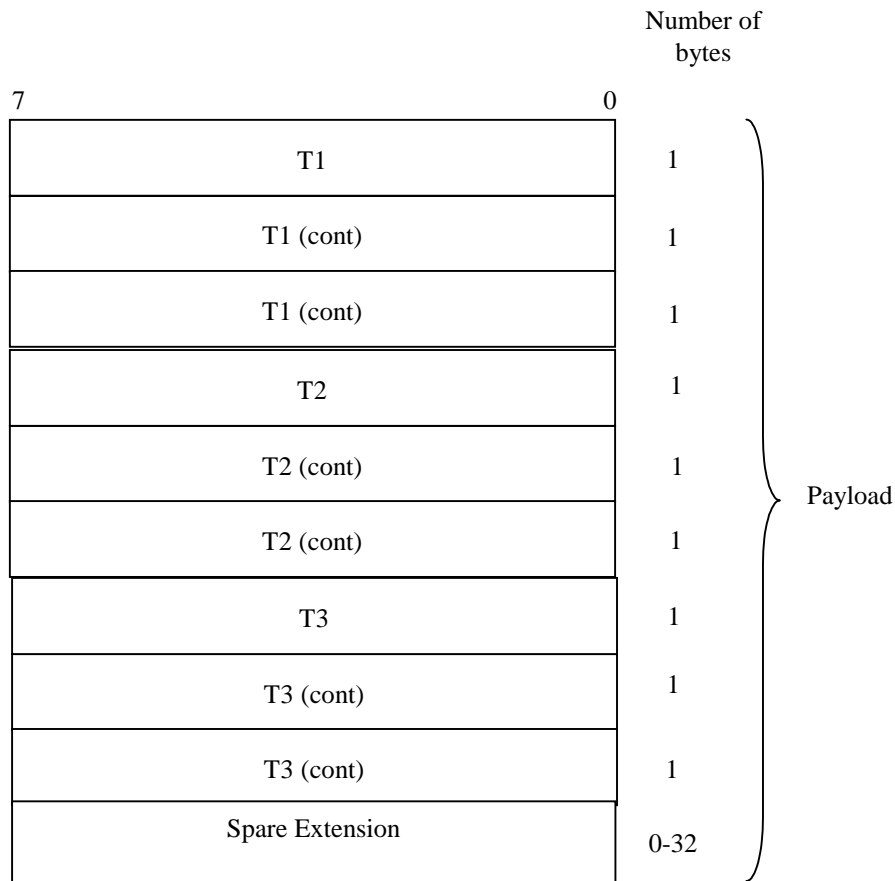 Number of
bytes
7 0
T1 1
T1 (cont) 1
T1 (cont) 1
T2 1
T2 (cont) 1
Payload
T2 (cont) 1
T3 1
T3 (cont) 1
T3 (cont) 1
Spare Extension
0-32